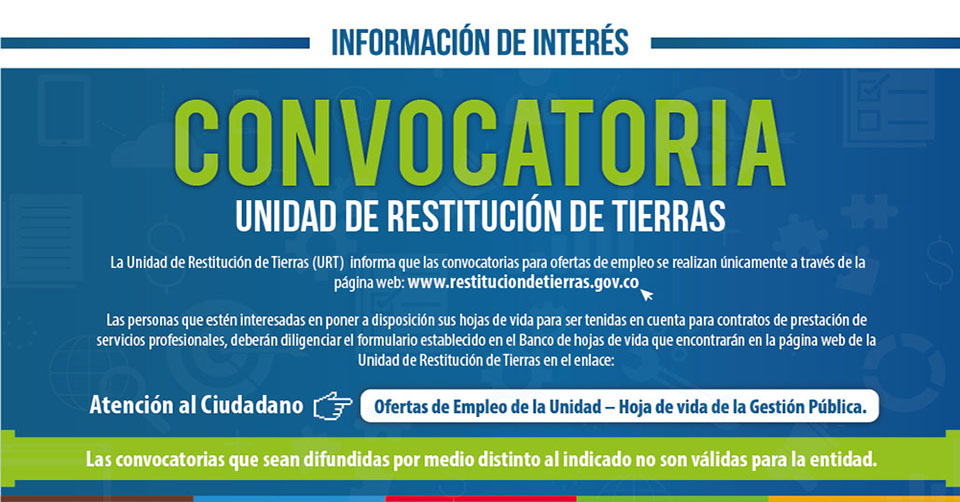 INFORMACIÓN DE INTERÉS
CONVOCATORIA
UNIDAD DE RESTITUCIÓN DE TIERRAS
La Unidad de Restitución de Tierras (URT) informa que las convocatorias para ofertas de empleo se realizan únicamente a través de la
página web: www.restituciondetierras.gov.co
Las personas que estén interesadas en poner a disposición sus hojas de vida para ser tenidas en cuenta para contratos de prestación de
servicios profesionales, deberán diligenciar el formulario establecido en el Banco de hojas de vida que encontrarán en la página web de la
Unidad de Restitución de Tierras en el enlace:
Atención al Ciudadano Ofertas de Empleo de la Unidad – Hoja de vida de la Gestión Pública.
Las convocatorias que sean difundidas por medio distinto al indicado no son válidas para la entidad.